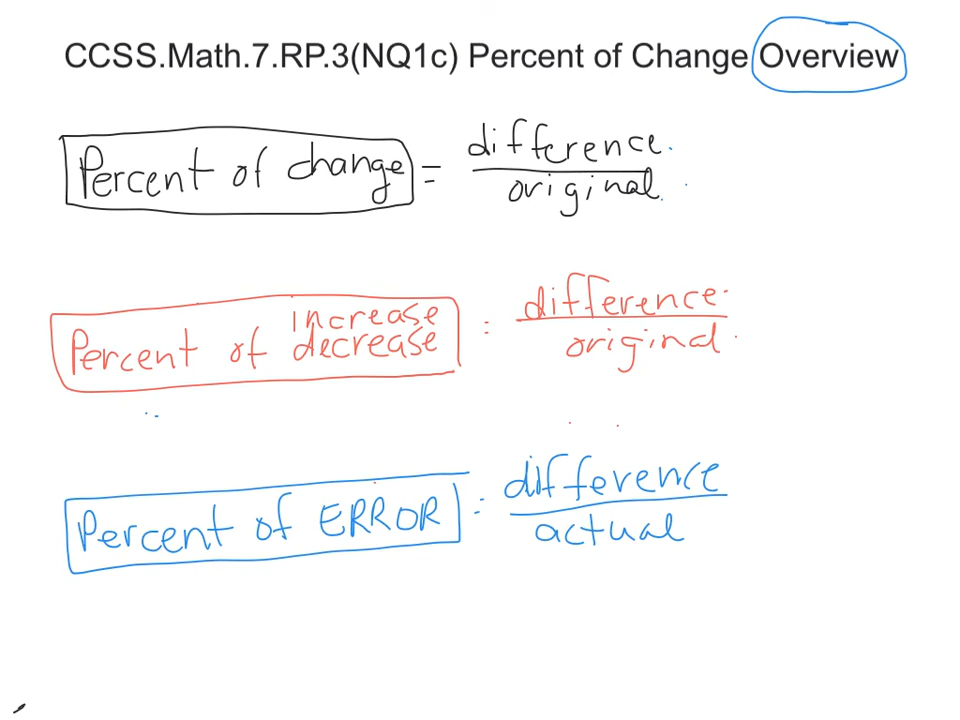 CCSS.Math.7.RP.3(NQ1c) Percent of Change Overview
Percent of change = difference
original
increase
Percent of decrease = difference
original
Percent of ERROR = difference
actual